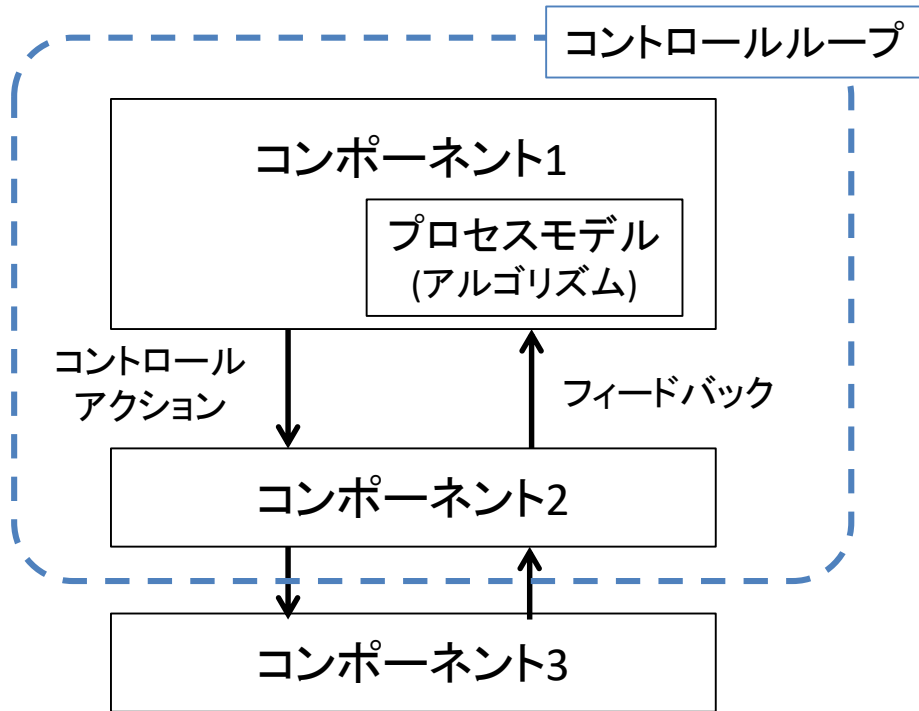 コントロールループ
コンポーネント1
プロセスモデル
(アルゴリズム)
コントロール
アクション
フィードバック
コンポーネント2
コンポーネント3